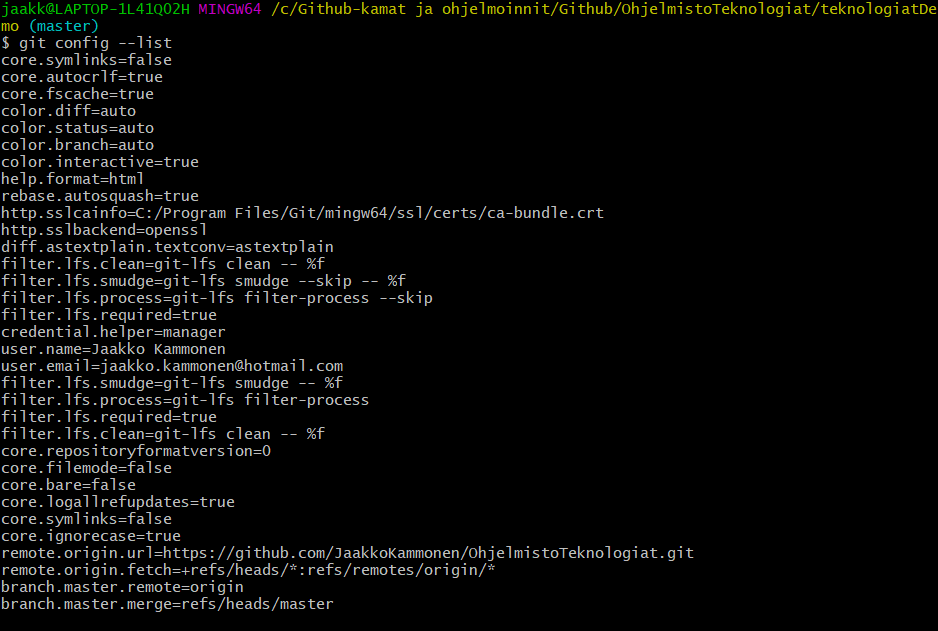 jaakk@LAPTOP-1L41QO2H MINGW64 /c/Github-kamat ja ohjelmoinnit/Github/OhjelmistoTeknologiat/teknologiatDe
mo (master)
$ git config --list
core.symlinks=false
core.autocrlf=true
core.fscache=true
color.diff=auto
color.status=auto
color.branch=auto
color.interactive=true
help.format=html
rebase.autosquash=true
http.sslcainfo=C:/Program Files/Git/mingw64/ssl/certs/ca-bundle.crt
http.sslbackend=openssl
diff.astextplain.textconv=astextplain
filter.lfs.clean=git-lfs clean -- %f
filter.lfs.smudge=git-lfs smudge --skip -- %f
filter.lfs.process=git-lfs filter-process --skip
filter.lfs.required=true
credential.helper=manager
user.name=Jaakko Kammonen
user.email=jaakko.kammonen@hotmail.com
filter.lfs.smudge=git-lfs smudge -- %f
filter.lfs.process=git-lfs filter-process
filter.lfs.required=true
filter.lfs.clean=git-lfs clean -- %f
core.repositoryformatversion=0
core.filemode=false
core.bare=false
core.logallrefupdates=true
core.symlinks=false
core.ignorecase=true
remote.origin.url=https://github.com/JaakkoKammonen/OhjelmistoTeknologiat.git
remote.origin.fetch=+refs/heads/*:refs/remotes/origin/*
branch.master.remote=origin
branch.master.merge=refs/heads/master